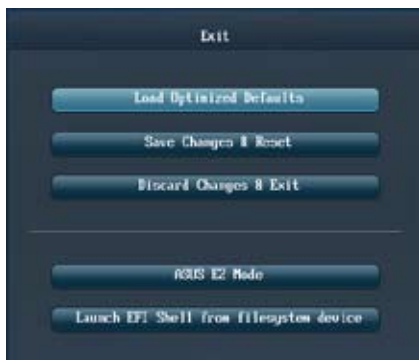 Exit
Load Optimized Defaults
Save Changes & Reset
Discard Changes & Exit
ASUS EZ Mode
Launch EFI Shell from filesystem device